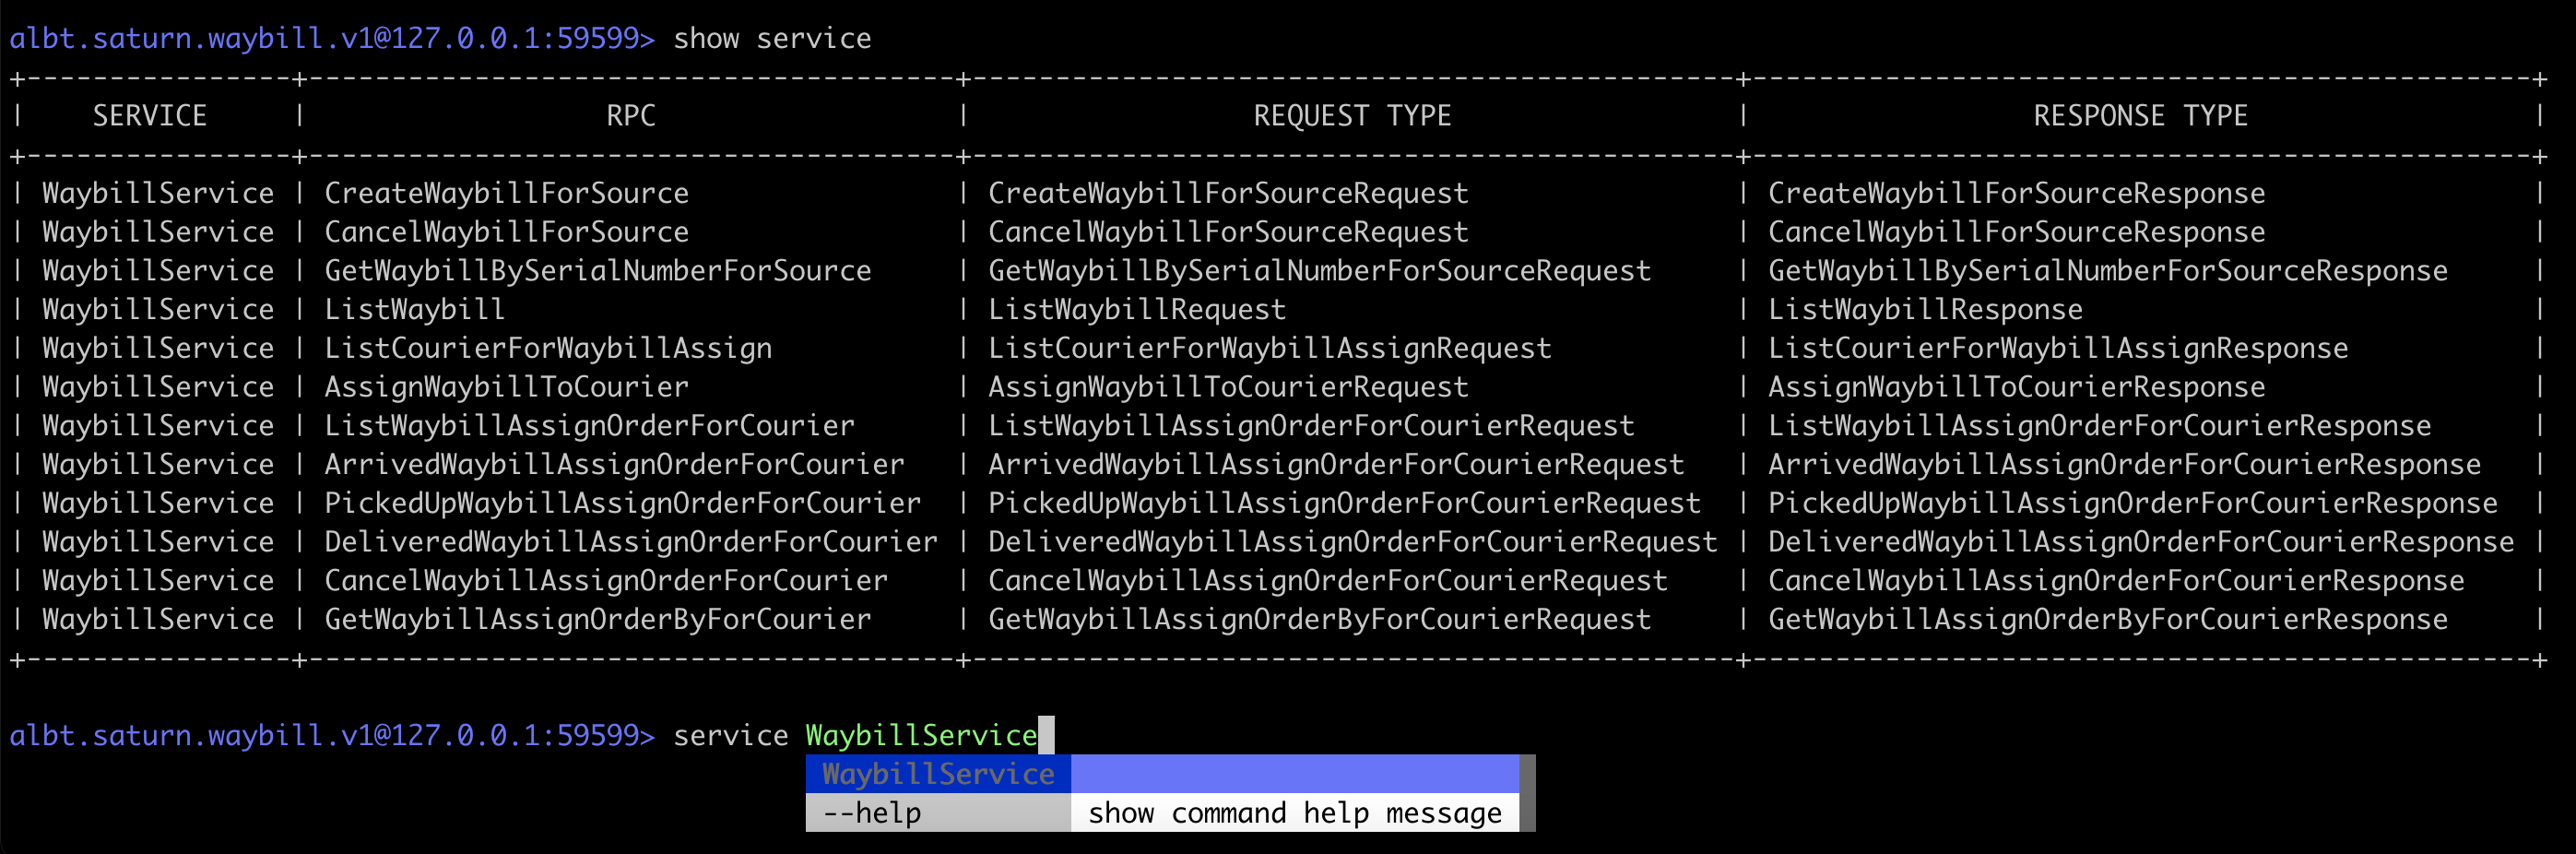 albt.saturn.waybill.v1@127.0.0.1:59599> show service
+----------------+---------------------------------------+----------------------------------------------+-----------------------------------------------+
|    SERVICE     |                  RPC                  |                 REQUEST TYPE                 |                 RESPONSE TYPE                 |
+----------------+---------------------------------------+----------------------------------------------+-----------------------------------------------+
| WaybillService | CreateWaybillForSource                | CreateWaybillForSourceRequest                | CreateWaybillForSourceResponse                |
| WaybillService | CancelWaybillForSource                | CancelWaybillForSourceRequest                | CancelWaybillForSourceResponse                |
| WaybillService | GetWaybillBySerialNumberForSource     | GetWaybillBySerialNumberForSourceRequest     | GetWaybillBySerialNumberForSourceResponse     |
| WaybillService | ListWaybill                           | ListWaybillRequest                           | ListWaybillResponse                           |
| WaybillService | ListCourierForWaybillAssign           | ListCourierForWaybillAssignRequest           | ListCourierForWaybillAssignResponse           |
| WaybillService | AssignWaybillToCourier                | AssignWaybillToCourierRequest                | AssignWaybillToCourierResponse                |
| WaybillService | ListWaybillAssignOrderForCourier      | ListWaybillAssignOrderForCourierRequest      | ListWaybillAssignOrderForCourierResponse      |
| WaybillService | ArrivedWaybillAssignOrderForCourier   | ArrivedWaybillAssignOrderForCourierRequest   | ArrivedWaybillAssignOrderForCourierResponse   |
| WaybillService | PickedUpWaybillAssignOrderForCourier  | PickedUpWaybillAssignOrderForCourierRequest  | PickedUpWaybillAssignOrderForCourierResponse  |
| WaybillService | DeliveredWaybillAssignOrderForCourier | DeliveredWaybillAssignOrderForCourierRequest | DeliveredWaybillAssignOrderForCourierResponse |
| WaybillService | CancelWaybillAssignOrderForCourier    | CancelWaybillAssignOrderForCourierRequest    | CancelWaybillAssignOrderForCourierResponse    |
| WaybillService | GetWaybillAssignOrderByForCourier     | GetWaybillAssignOrderByForCourierRequest     | GetWaybillAssignOrderByForCourierResponse     |
+----------------+---------------------------------------+----------------------------------------------+-----------------------------------------------+
albt.saturn.waybill.v1@127.0.0.1:59599> service WaybillService
WaybillService
--help show command help message